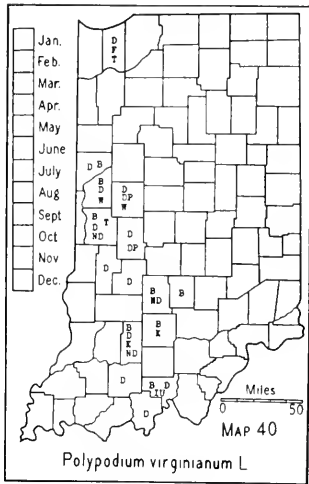 Jan.
Feb.
Mar.
Apr.
May
June
July
Aug
Sept
Oct
Nov
Dec.
D
F
T
D B
B
D
W
D
DP
W
B T
D
ND
D
DP
D
D
B
ND
B
B
K
B
D
K
ND
D
B D
IU
D
Miles
0 50
MAP 40
Polypodium virginianum L